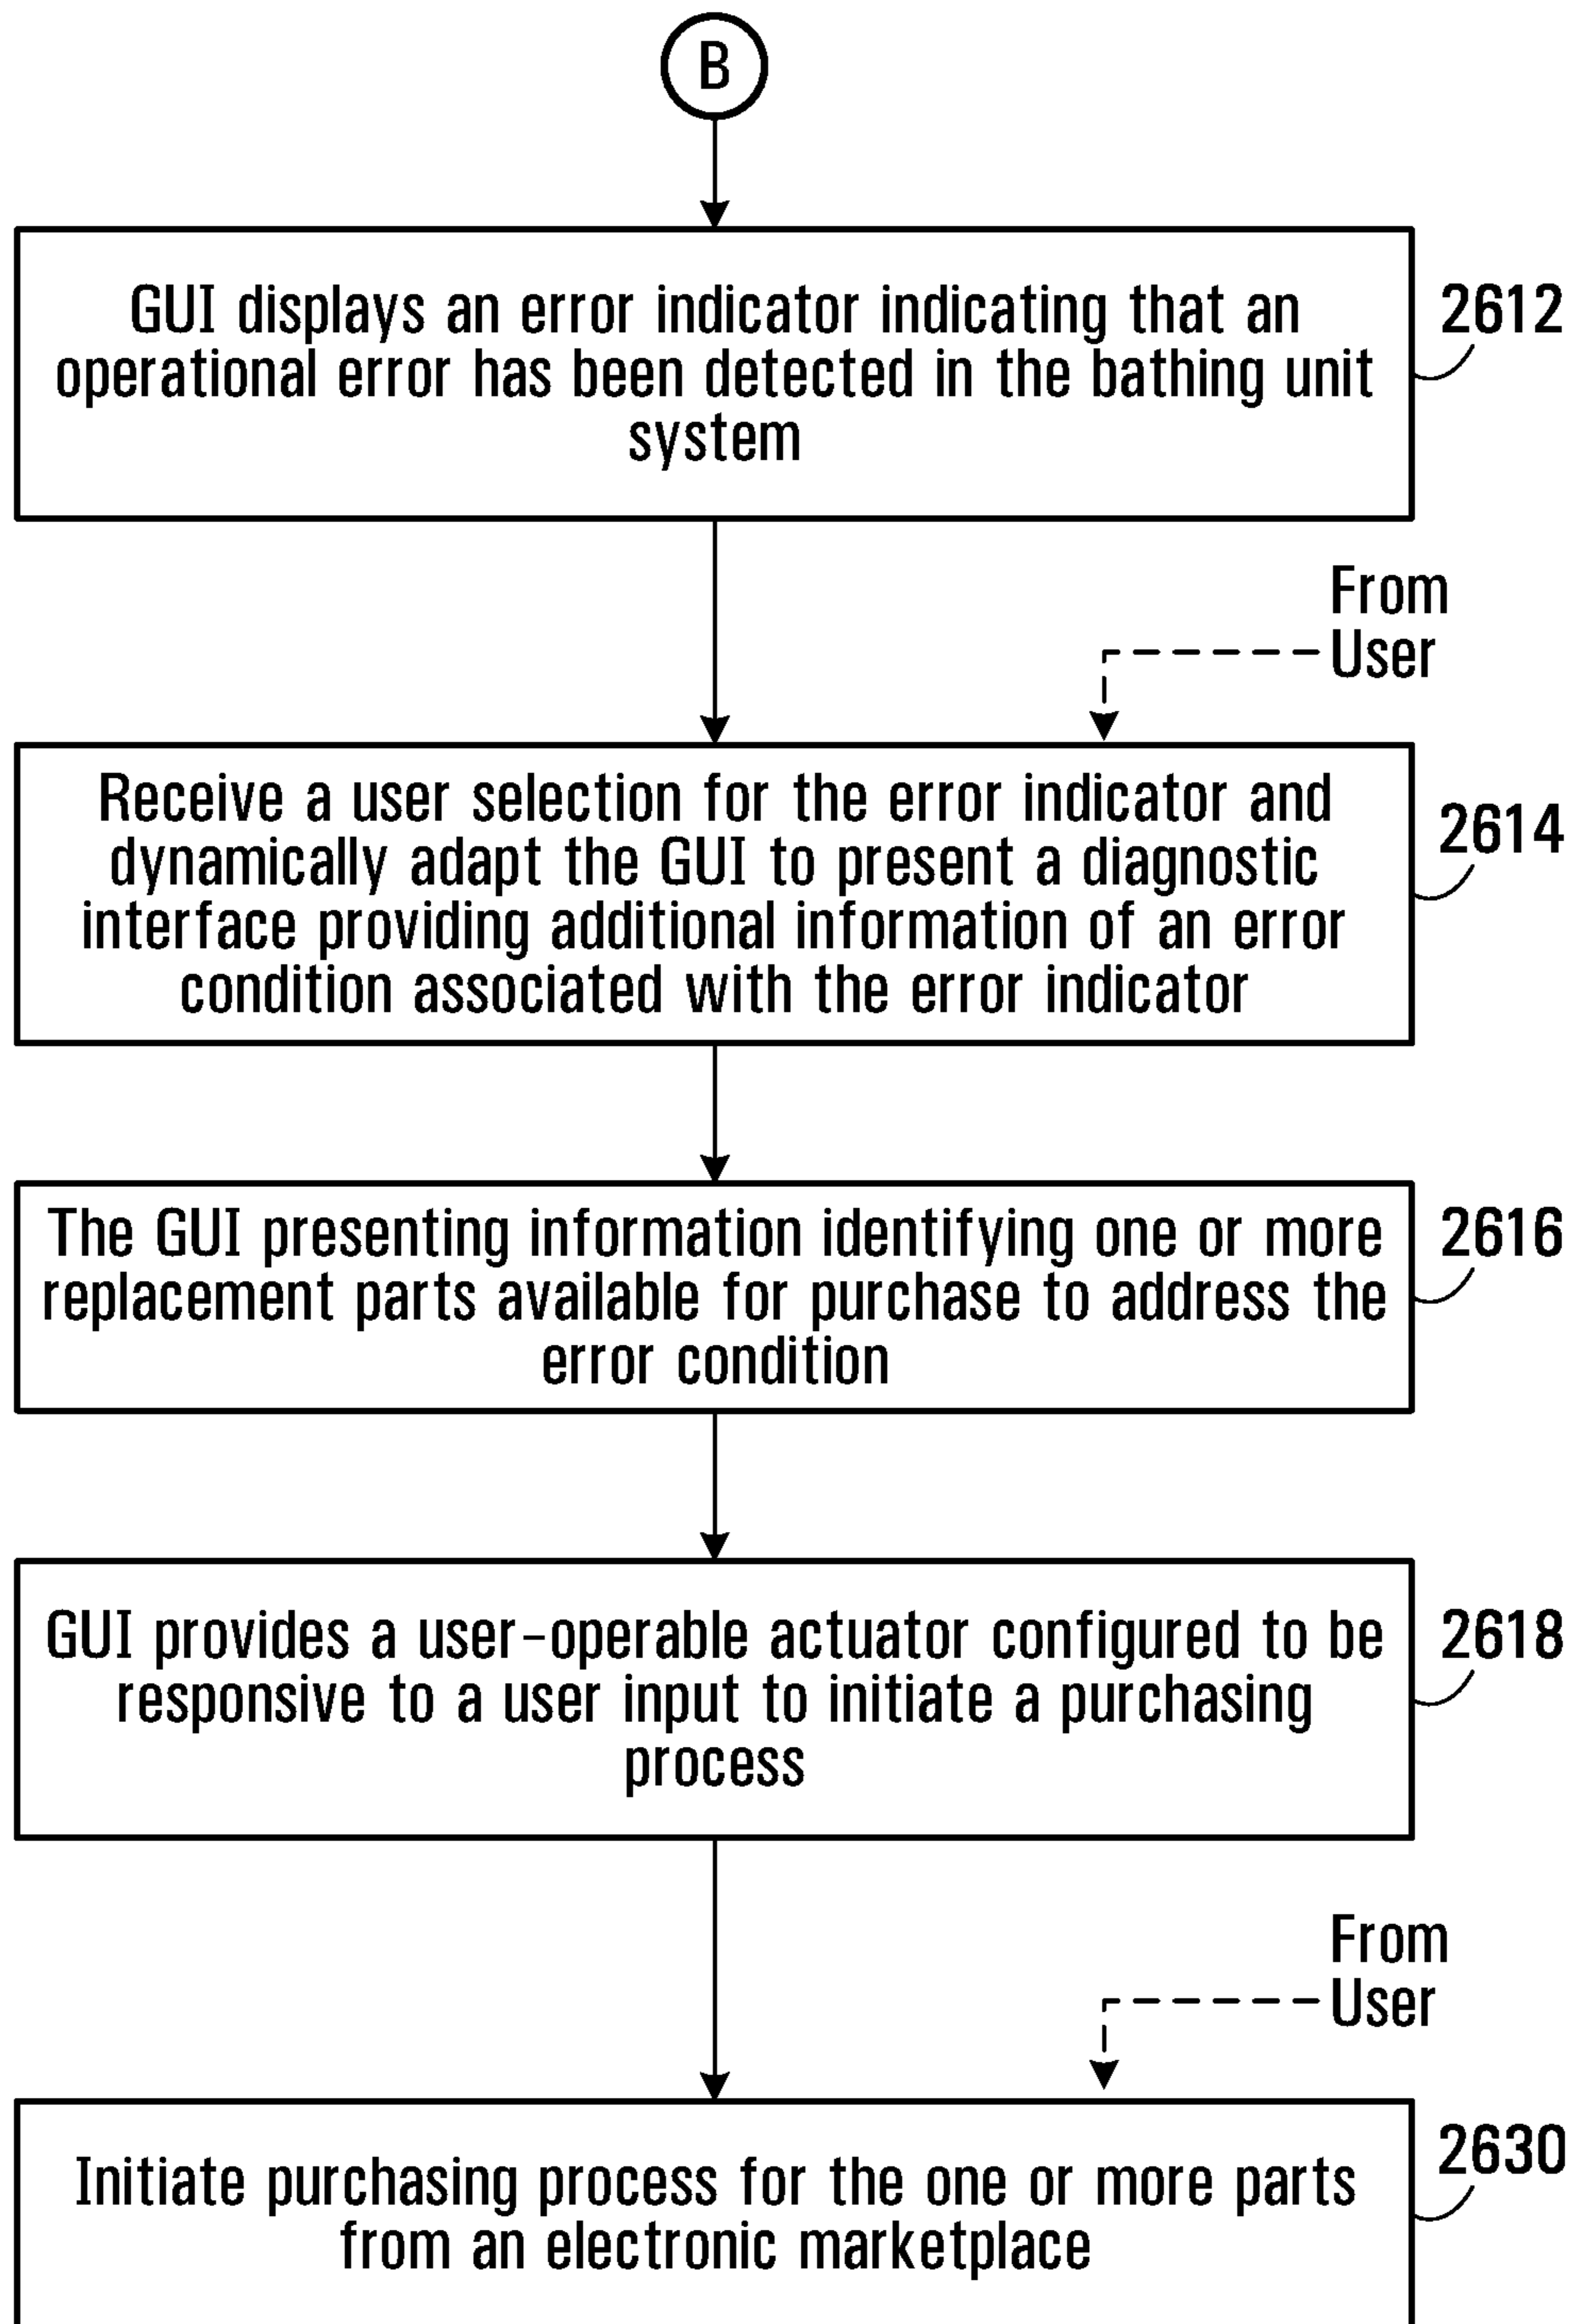 B
GUI displays an error indicator indicating that an
operational error has been detected in the bathing unit
system
2612
From
User
Receive a user selection for the error indicator and
dynamically adapt the GUI to present a diagnostic
interface providing additional information of an error
condition associated with the error indicator
2614
The GUI presenting information identifying one or more
replacement parts available for purchase to address the
error condition
2616
GUI provides a user-operable actuator configured to be
responsive to a user input to initiate a purchasing
process
2618
From
User
Initiate purchasing process for the one or more parts
from an electronic marketplace
2630